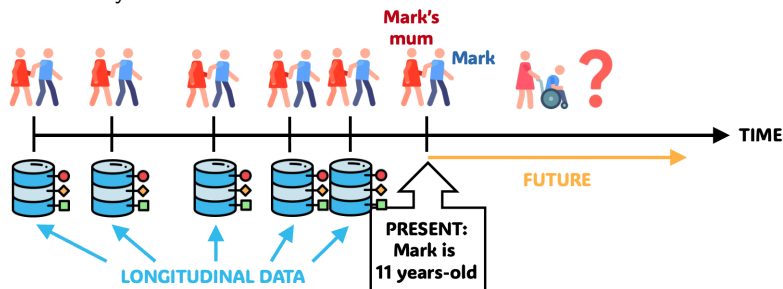 Mark's
mum
Mark
?
TIME
FUTURE
PRESENT:
Mark is
11 years-old
LONGITUDINAL DATA